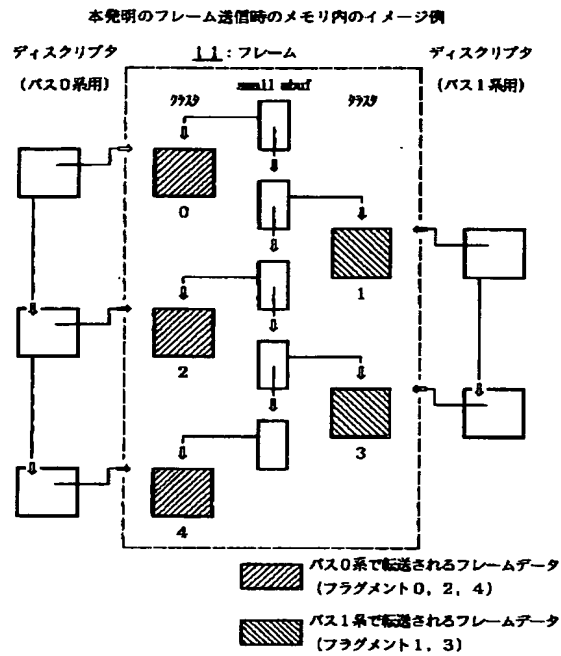 本発明のフレーム送信時のメモリ内のイメージ例
ディスクリプタ
(バス0系用)
11:フレーム
ディスクリプタ
(バス1系用)
small mbuf
クラスタ
クラスタ
0
1
2
3
4
バス0系で転送されるフレームデータ
(フラグメント0,2,4)
バス1系で転送されるフレームデータ
(フラグメント1,3)